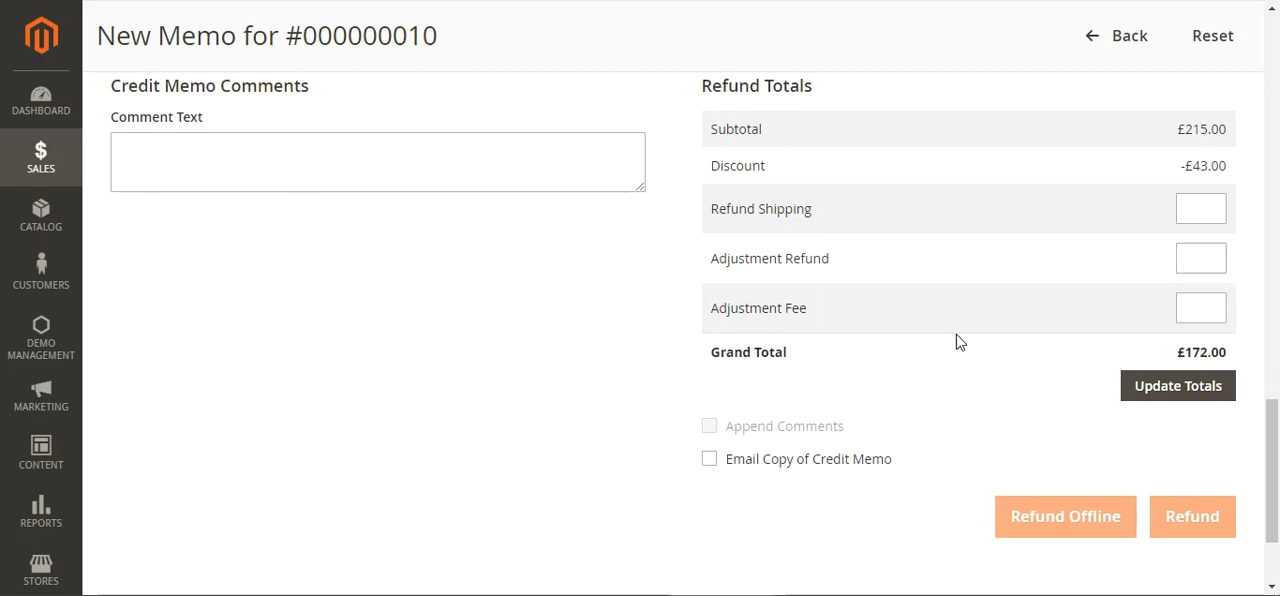 New Memo for #000000010
← Back
Reset
DASHBOARD
$
SALES
CATALOG
CUSTOMERS
DEMO
MANAGEMENT
MARKETING
CONTENT
REPORTS
STORES
Credit Memo Comments
Comment Text
Refund Totals
Subtotal £215.00
Discount -£43.00
Refund Shipping
Adjustment Refund
Adjustment Fee
Grand Total £172.00
Update Totals
Append Comments
Email Copy of Credit Memo
Refund Offline
Refund